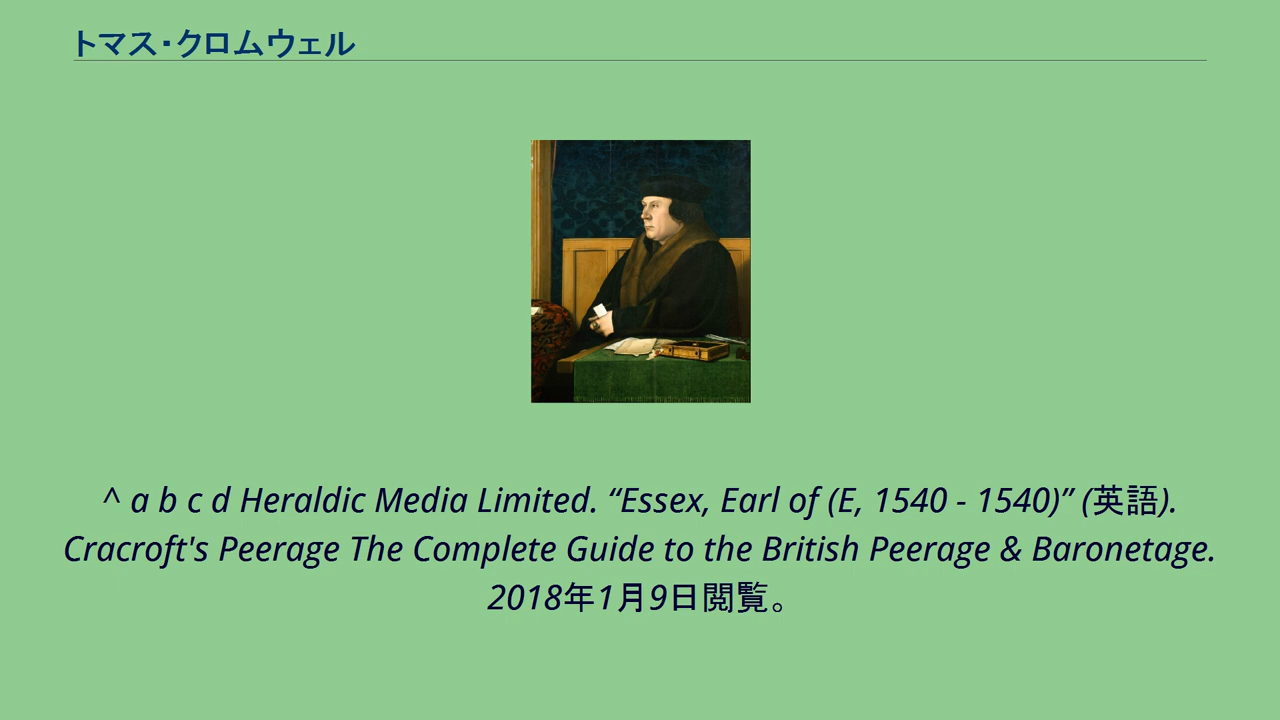 トマス・クロムウェル
^ a b c d Heraldic Media Limited. “Essex, Earl of (E, 1540 - 1540)” (英語).
Cracroft's Peerage The Complete Guide to the British Peerage & Baronetage.
2018年1月9日閲覧。